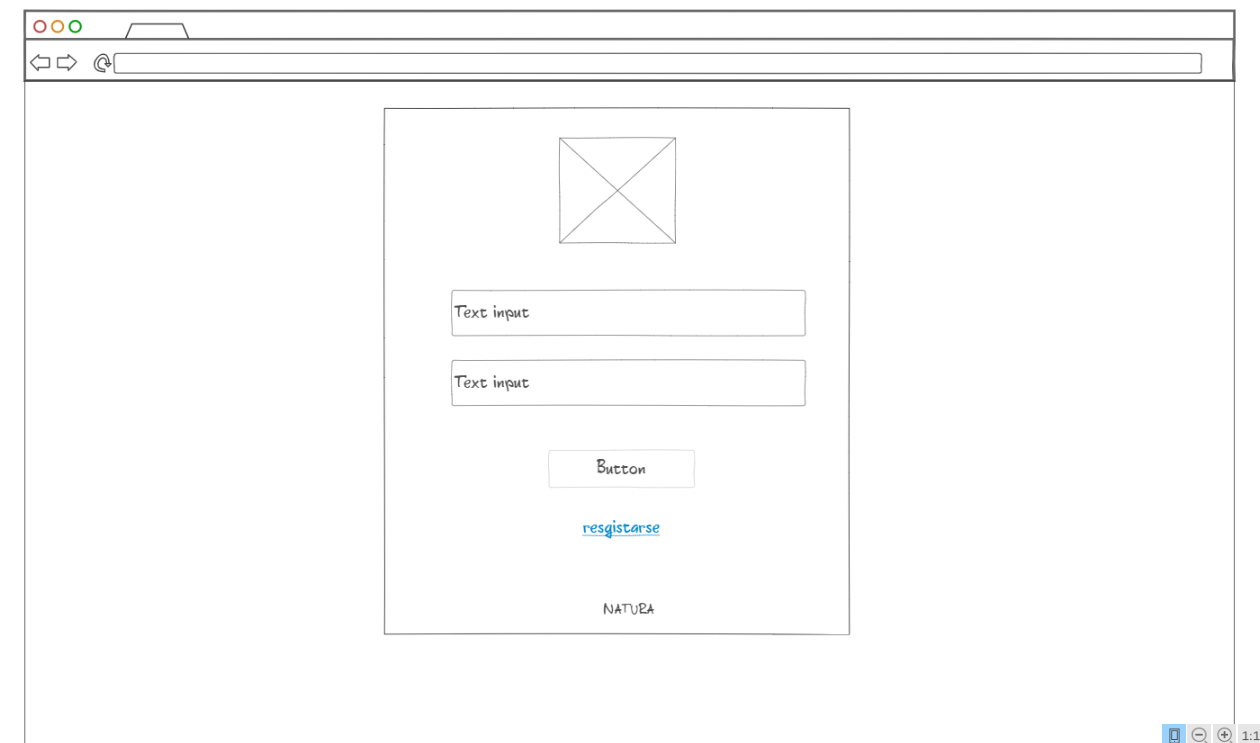 Text input
Text input
Button
resgistarse
NATURA
1:1